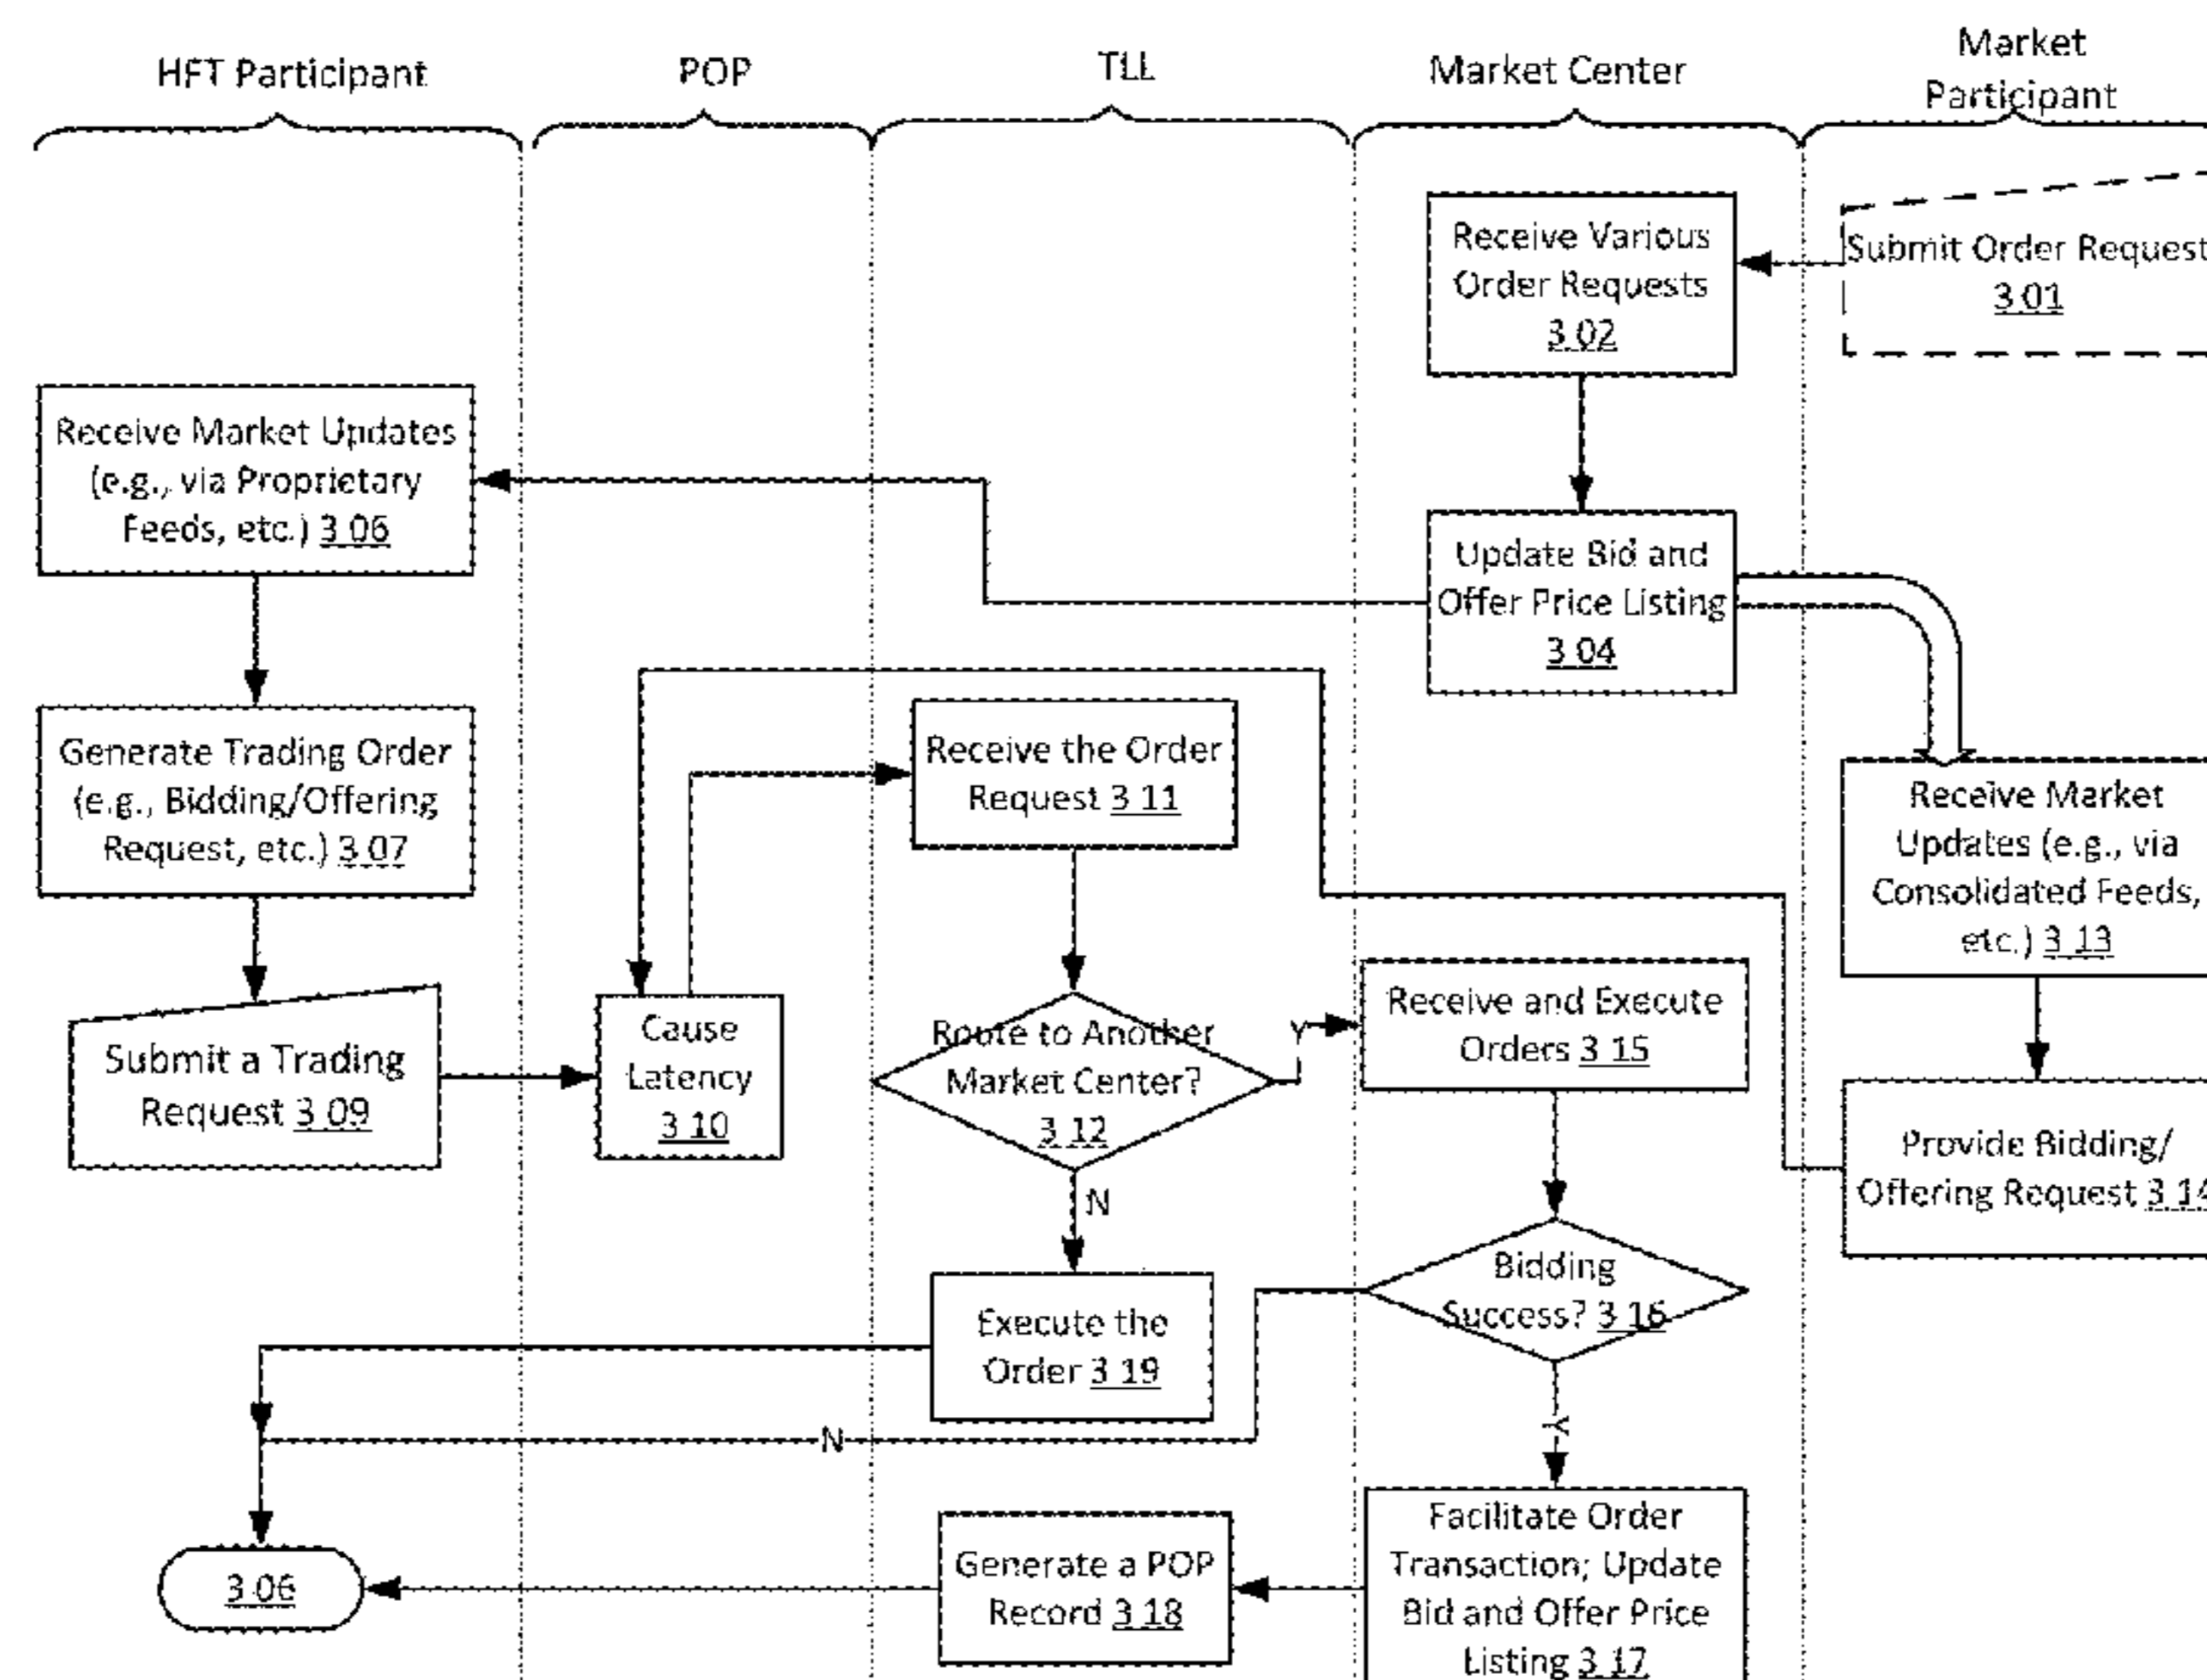 HFT Participant
POP
TLL
Market Center
Market
Participant
Receive Various
Order Requests
3 02
Submit Order Request
3 01
Receive Market Updates
(e.g., via Proprietary
Feeds, etc.) 3 06
Update Bid and
Offer Price Listing
3 04
Generate Trading Order
(e.g., Bidding/Offering
Request, etc.) 3 07
Receive the Order
Request 3 11
Receive Market
Updates (e.g., via
Consolidated Feeds,
etc.) 3 13
Submit a Trading
Request 3 09
Cause
Latency
3 10
Route to Another
Market Center?
3 12
Y
N
Receive and Execute
Orders 3 15
Provide Bidding/
Offering Request 3 14
Bidding
Success? 3 16
Execute the
Order 3 19
N
Y
3 06
Generate a POP
Record 3 18
Facilitate Order
Transaction; Update
Bid and Offer Price
Listing 3 17